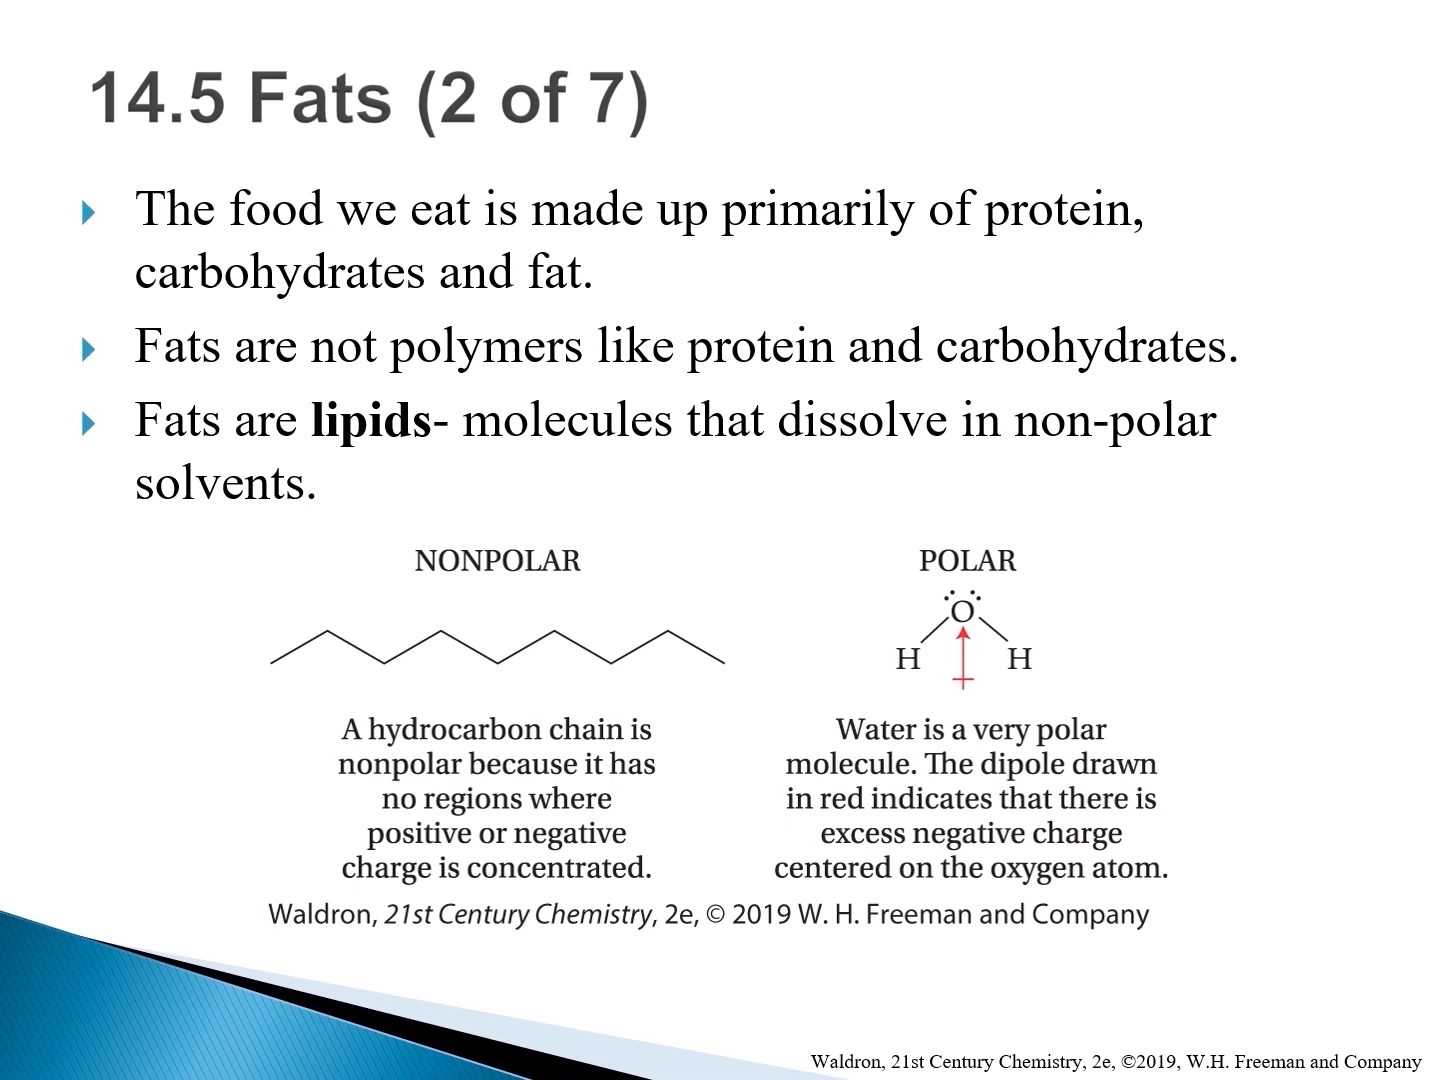 14.5 Fats (2 of 7)
The food we eat is made up primarily of protein,
carbohydrates and fat.
Fats are not polymers like protein and carbohydrates.
Fats are lipids- molecules that dissolve in non-polar
solvents.
NONPOLAR
A hydrocarbon chain is
nonpolar because it has
no regions where
positive or negative
charge is concentrated.
POLAR
O
H H
Water is a very polar
molecule. The dipole drawn
in red indicates that there is
excess negative charge
centered on the oxygen atom.
Waldron, 21st Century Chemistry, 2e, © 2019 W. H. Freeman and Company
Waldron, 21st Century Chemistry, 2e, ©2019, W.H. Freeman and Company